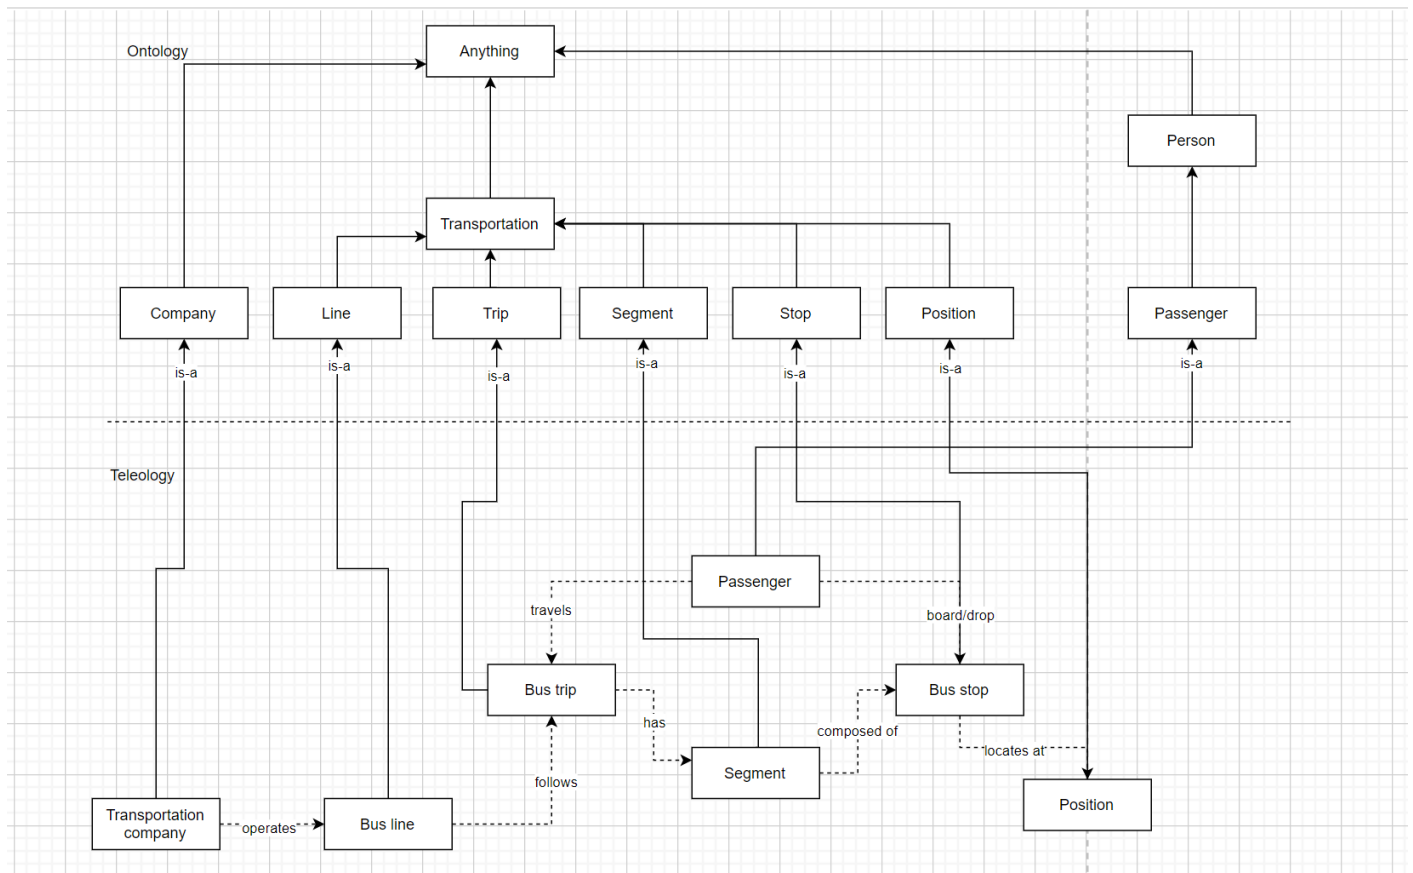 Ontology
Anything
Person
Transportation
Company
Line
Trip
Segment
Stop
Position
Passenger
is-a
is-a
is-a
is-a
is-a
is-a
is-a
Teleology
Passenger
travels
board/drop
Bus trip
Bus stop
has
composed of
locates at
Segment
follows
Position
Transportation
company
operates
Bus line